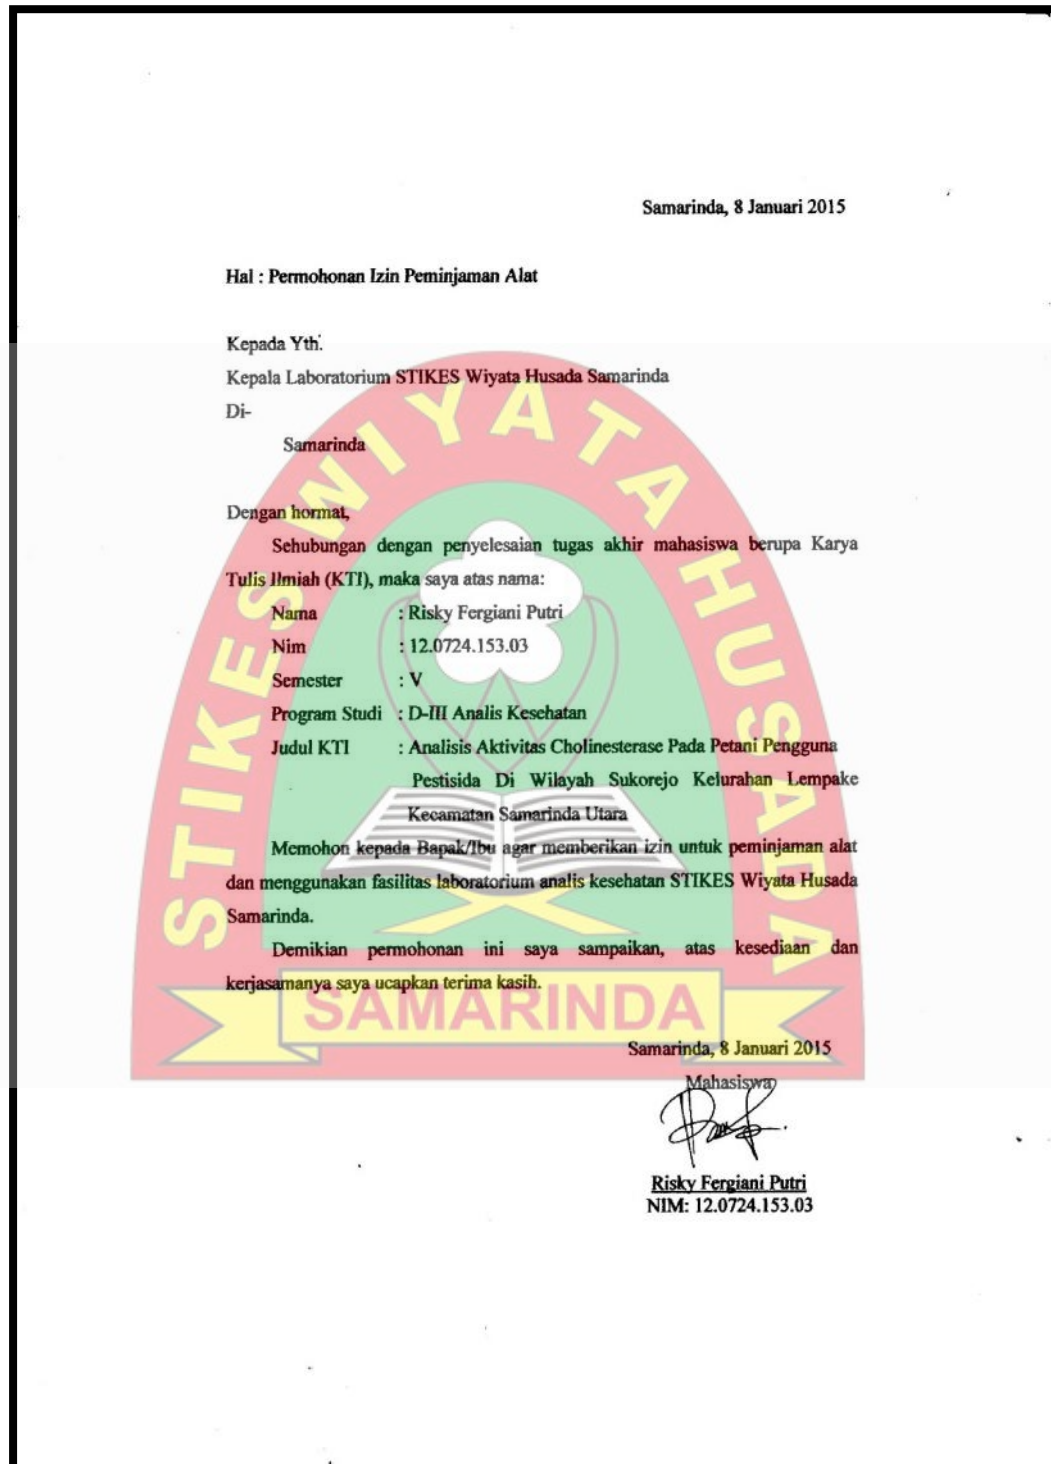 Samarinda, 8 Januari 2015
Hal : Permohonan Izin Peminjaman Alat
Kepada Yth.
Kepala Laboratorium STIKES Wiyata Husada Samarinda
Di-
Samarinda
Dengan hormat,
Sehubungan dengan penyelesaian tugas akhir mahasiswa berupa Karya
Tulis Ilmiah (KTI), maka saya atas nama:
Nama : Risky Fergiani Putri
Nim : 12.0724.153.03
Semester : V
Program Studi : D-III Analis Kesehatan
Judul KTI : Analisis Aktivitas Cholinesterase Pada Petani Pengguna
Pestisida Di Wilayah Sukorejo Kelurahan Lempake
Kecamatan Samarinda Utara
Memohon kepada Bapak/Ibu agar memberikan izin untuk peminjaman alat
dan menggunakan fasilitas laboratorium analis kesehatan STIKES Wiyata Husada
Samarinda.
Demikian permohonan ini saya sampaikan, atas kesediaan dan
kerjasamanya saya ucapkan terima kasih.
Samarinda, 8 Januari 2015
Mahasiswa
Risky Fergiani Putri
NIM: 12.0724.153.03
STIKES WIYATA HUSADA
SAMARINDA